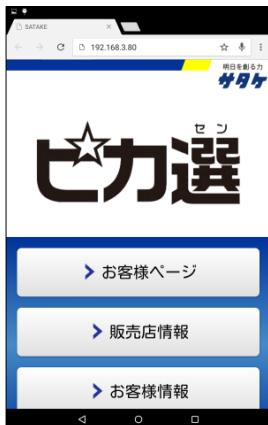 SATAKE
192.168.3.80
明日を創る力
サタケ
セン
ピカ選
お客様ページ
販売店情報
お客様情報